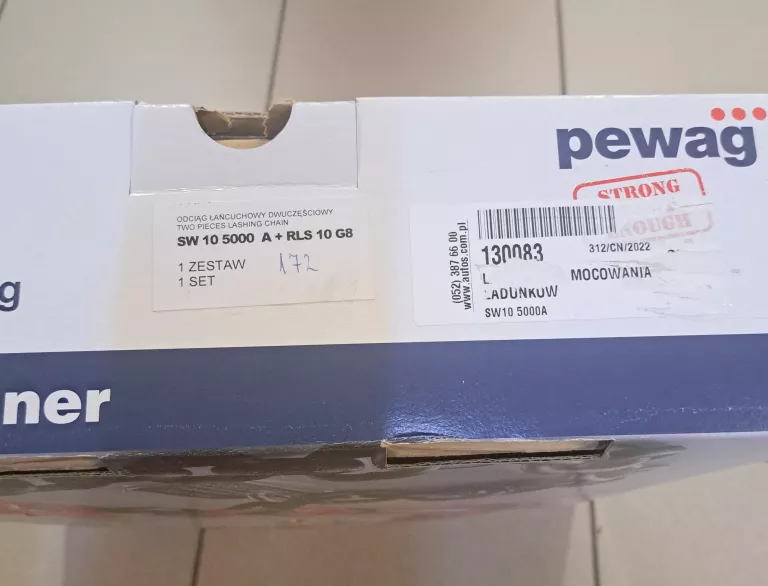 pewag
STRONG
ODCIĄG ŁAŃCUCHOWY DWUCZĘŚCIOWY
TWO PIECES LASHING CHAIN
SW 10 5000 A + RLS 10 G8
1 ZESTAW
1 SET
172
(052) 387 66 00
www.autos.com.pl
130083
312/CN/2022
MOCOWANIA
ŁADUNKÓW
SW10 5000A
g
ner